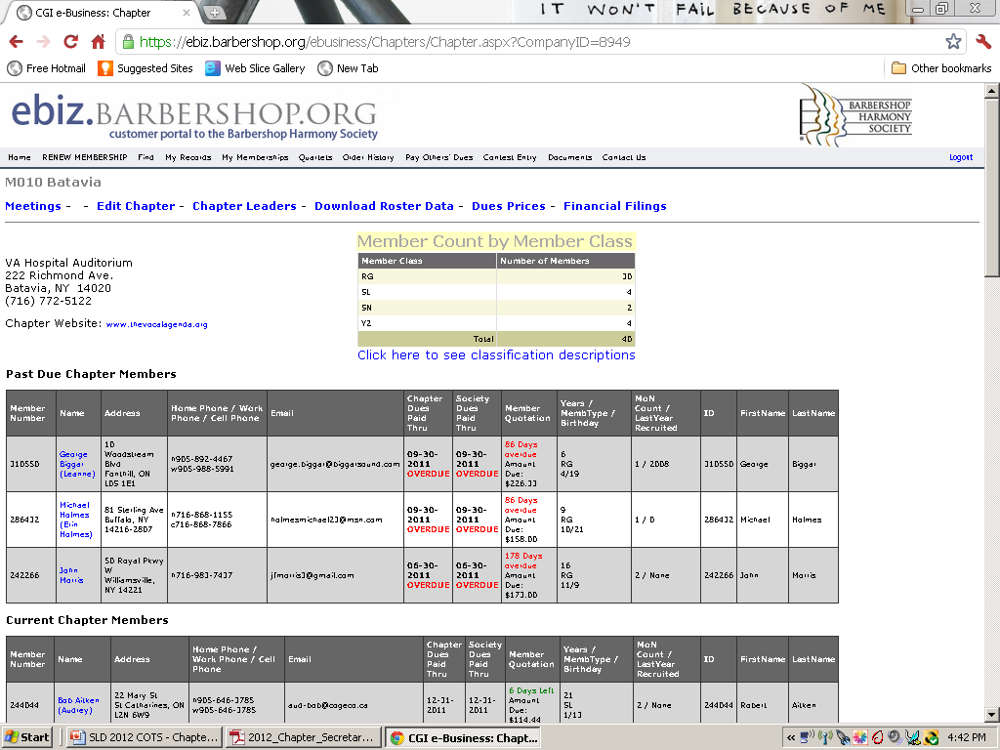 CGI e-Business: Chapter
IT WON'T FAIL BECAUSE OF ME
https://ebiz.barbershop.org/ebusiness/Chapters/Chapter.aspx?CompanyID=8949
Free Hotmail Suggested Sites Web Slice Gallery New Tab Other bookmarks
ebiz.BARBERSHOP.ORG
customer portal to the Barbershop Harmony Society
BARBERSHOP
HARMONY
SOCIETY
Home RENEW MEMBERSHIP Find My Records My Memberships Quartets Order History Pay Others' Dues Contest Entry Documents Contact Us Logout
M010 Batavia
Meetings - - Edit Chapter - Chapter Leaders - Download Roster Data - Dues Prices - Financial Filings
VA Hospital Auditorium
222 Richmond Ave.
Batavia, NY 14020
(716) 772-5122
Chapter Website: www.thevocalagenda.org
Member Count by Member Class
Member Class Number of Members
RG 30
SL 4
SN 2
Y2 4
Total 40
Click here to see classification descriptions
Past Due Chapter Members
Member Number Name Address Home Phone / Work Phone / Cell Phone Email Chapter Dues Paid Thru Society Dues Paid Thru Member Quotation Years / MembType / Birthday MoN Count / LastYear Recruited ID FirstName LastName
310550 George Biggar (Leanne) 10 Woodstream Blvd Fonthill, ON L0S 1E1 h905-892-4467 w905-988-5991 george.biggar@biggarsound.com 09-30-2011 OVERDUE 09-30-2011 OVERDUE 86 Days overdue Amount Due: $226.33 6 RG 4/19 1 / 2008 310550 George Biggar
286432 Michael Holmes (Erin Holmes) 81 Sterling Ave Buffalo, NY 14216-2807 h716-868-1155 c716-868-7866 holmesmichael23@msn.com 09-30-2011 OVERDUE 09-30-2011 OVERDUE 86 Days overdue Amount Due: $158.00 9 RG 10/21 1 / 0 286432 Michael Holmes
242266 John Morris 50 Royal Pkwy W Williamsville, NY 14221 h716-983-7437 jfmorris3@gmail.com 06-30-2011 OVERDUE 06-30-2011 OVERDUE 178 Days overdue Amount Due: $173.00 16 RG 11/9 2 / None 242266 John Morris
Current Chapter Members
Member Number Name Address Home Phone / Work Phone / Cell Phone Email Chapter Dues Paid Thru Society Dues Paid Thru Member Quotation Years / MembType / Birthday MoN Count / LastYear Recruited ID FirstName LastName
244044 Bob Aitken (Audrey) 22 Mary St St Catharines, ON L2N 6W9 h905-646-3785 w905-646-3785 aud-bob@cogeco.ca 12-31-2011 12-31-2011 6 Days Left Amount Due: $114.44 21 SL 1/13 2 / None 244044 Robert Aitken
Start SLD 2012 COTS - Chapte... 2012_Chapter_Secretar... CGI e-Business: Chapt... 4:42 PM